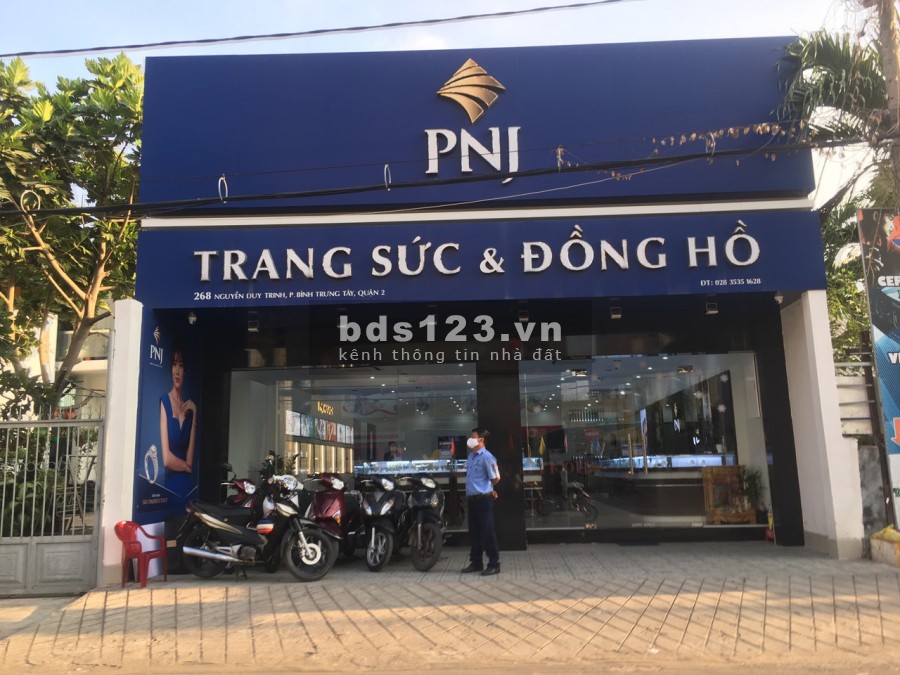 PNJ
TRANG SỨC & ĐỒNG HỒ
268 NGUYỄN DUY TRINH, P. BÌNH TRƯNG TÂY, QUẬN 2
ĐT: 028 3535 1628
bds123.vn
kênh thông tin nhà đất
PNJ